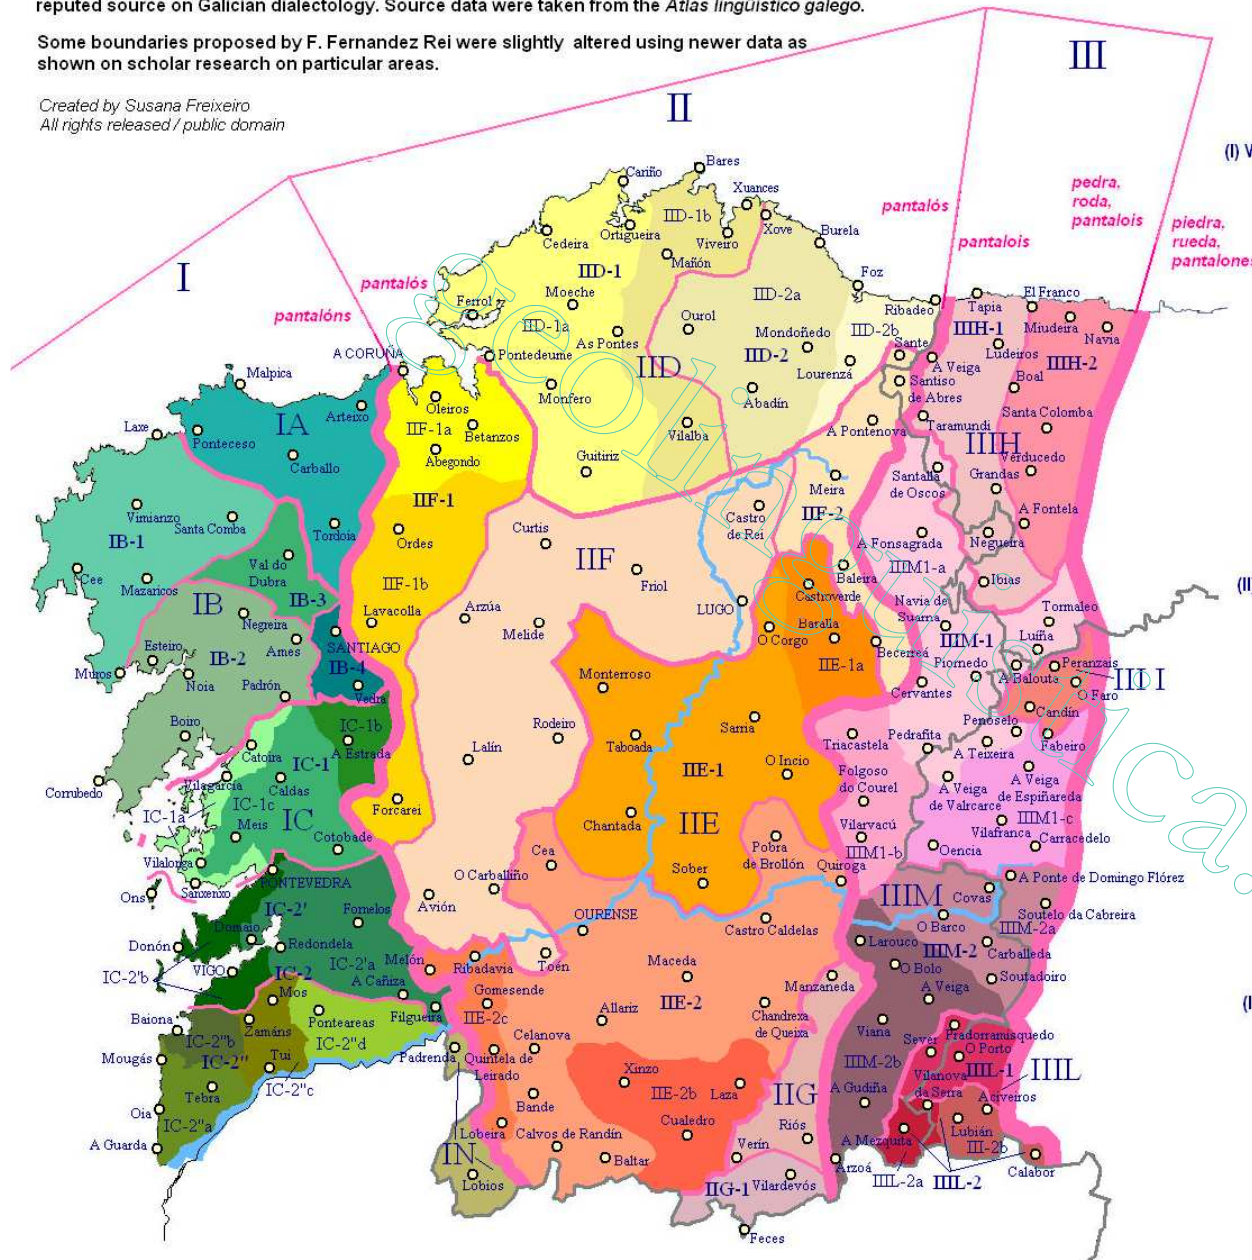 reputed source on Galician dialectology. Source data were taken from the Atlas lingüístico galego.
Some boundaries proposed by F. Fernandez Rei were slightly altered using newer data as
shown on scholar research on particular areas.
Created by Susana Freixeiro
All rights released / public domain
III
II
(I) V
I
pantalóns
pantalós
pantalós
pantalois
pedra,
roda,
pantalois
piedra,
rueda,
pantalones
Bares
Cariño
Xuances
IID-1b
Cedeira
Ortigueira
Viveiro
Xove
Burela
Mañón
IID-1
Foz
Moeche
IID-2a
Ribadeo
Tapia
El Franco
Ferrol
IID-1a
As Pontes
Ourol
Mondoñedo
IID-2b
IIIH-1
Miudeira
Navia
A CORUÑA
Pontedeume
IID
IID-2
Lourenzá
Sante
A Veiga
Ludeiros
IIIH-2
Malpica
Monfero
Abadín
Santiso
de Abres
Boal
Arteixo
Oleiros
IIF-1a
Betanzos
Vilalba
A Pontenova
Taramundi
Santa Colomba
Laxe
Ponteceso
IA
Carballo
Abegondo
Guitiriz
IIIH
Verducedo
Grandas
Meira
Santalla
de Oscos
IIF-1
Castro
de Rei
IIF-2
A Fontela
Vimianzo
Santa Comba
Tordoia
Ordes
Curtis
A Fonsagrada
Negueira
IB-1
Val do
Dubra
IIF
Friol
IIIM1-a
Baleira
Ibias
Cee
Mazaricos
IB-3
IIF-1b
Castroverde
IB
Negreira
Lavacolla
Arzúa
LUGO
Navia de
Suarna
Tormaleo
Esteiro
Ames
SANTIAGO
Melide
O Corgo
Baralla
Becerreá
IIIM-1
Luíña
IB-2
IB-4
IIE-1a
Piornedo
A Balouta
Peranzais
Muros
Noia
Padrón
Vedra
Monterroso
Cervantes
O Faro
Candín
Boiro
IC-1b
Rodeiro
Sarria
Penoselo
Catoira
A Estrada
Taboada
Triacastela
Pedrafita
A Teixeira
Fabeiro
Corrubedo
Vilagarcía
IC-1
Caldas
Lalín
IIE-1
O Incio
Folgoso
do Courel
A Veiga
de Valcarce
A Veiga
de Espiñareda
IC-1a
IC-1c
Meis
IC
Cotobade
Forcarei
Chantada
IIE
Vilarvacú
IIIM1-c
Vilafranca
Carracedelo
Vilalonga
Cea
Pobra
de Brollón
IIIM1-b
Oencia
Ons
Sanxenxo
PONTEVEDRA
O Carballiño
Sober
Quiroga
IIIM
Covas
A Ponte de Domingo Flórez
IC-2'
Fomelos
Avión
OURENSE
Castro Caldelas
O Barco
Soutelo da Cabreira
IIIM-2a
Donón
Domaio
Redondela
Larouco
IIIM-2
Carballeda
IC-2'b
VIGO
IC-2
IC-2'a
A Cañiza
Melón
Ribadavia
Toén
Maceda
O Bolo
Soutadoiro
Mos
Gomesende
IIE-2
Manzaneda
A Veiga
Baiona
Zamáns
Ponteareas
Filgueira
IIE-2c
Allariz
Chandrexa
de Queixa
Viana
Pradorramisquedo
Mougás
IC-2"b
IC-2"
IC-2"d
Padrenda
Celanova
Quintela de
Leirado
Sever
O Porto
Tui
Xinzo
IIIM-2b
IIIL-1
IIIL
Tebra
IC-2"c
Bande
IIE-2b
Laza
A Gudiña
Vilanova
da Serra
Aciveiros
Oia
IC-2"a
Lobeira
Cualedro
IIG
Lubián
A Guarda
Calvos de Randín
Verín
Riós
A Mezquita
III-2b
IN
Baltar
Arzoá
Calabor
Lobios
IIG-1
Vilardevós
IIIL-2a
IIIL-2
Feces
geolinguistica.